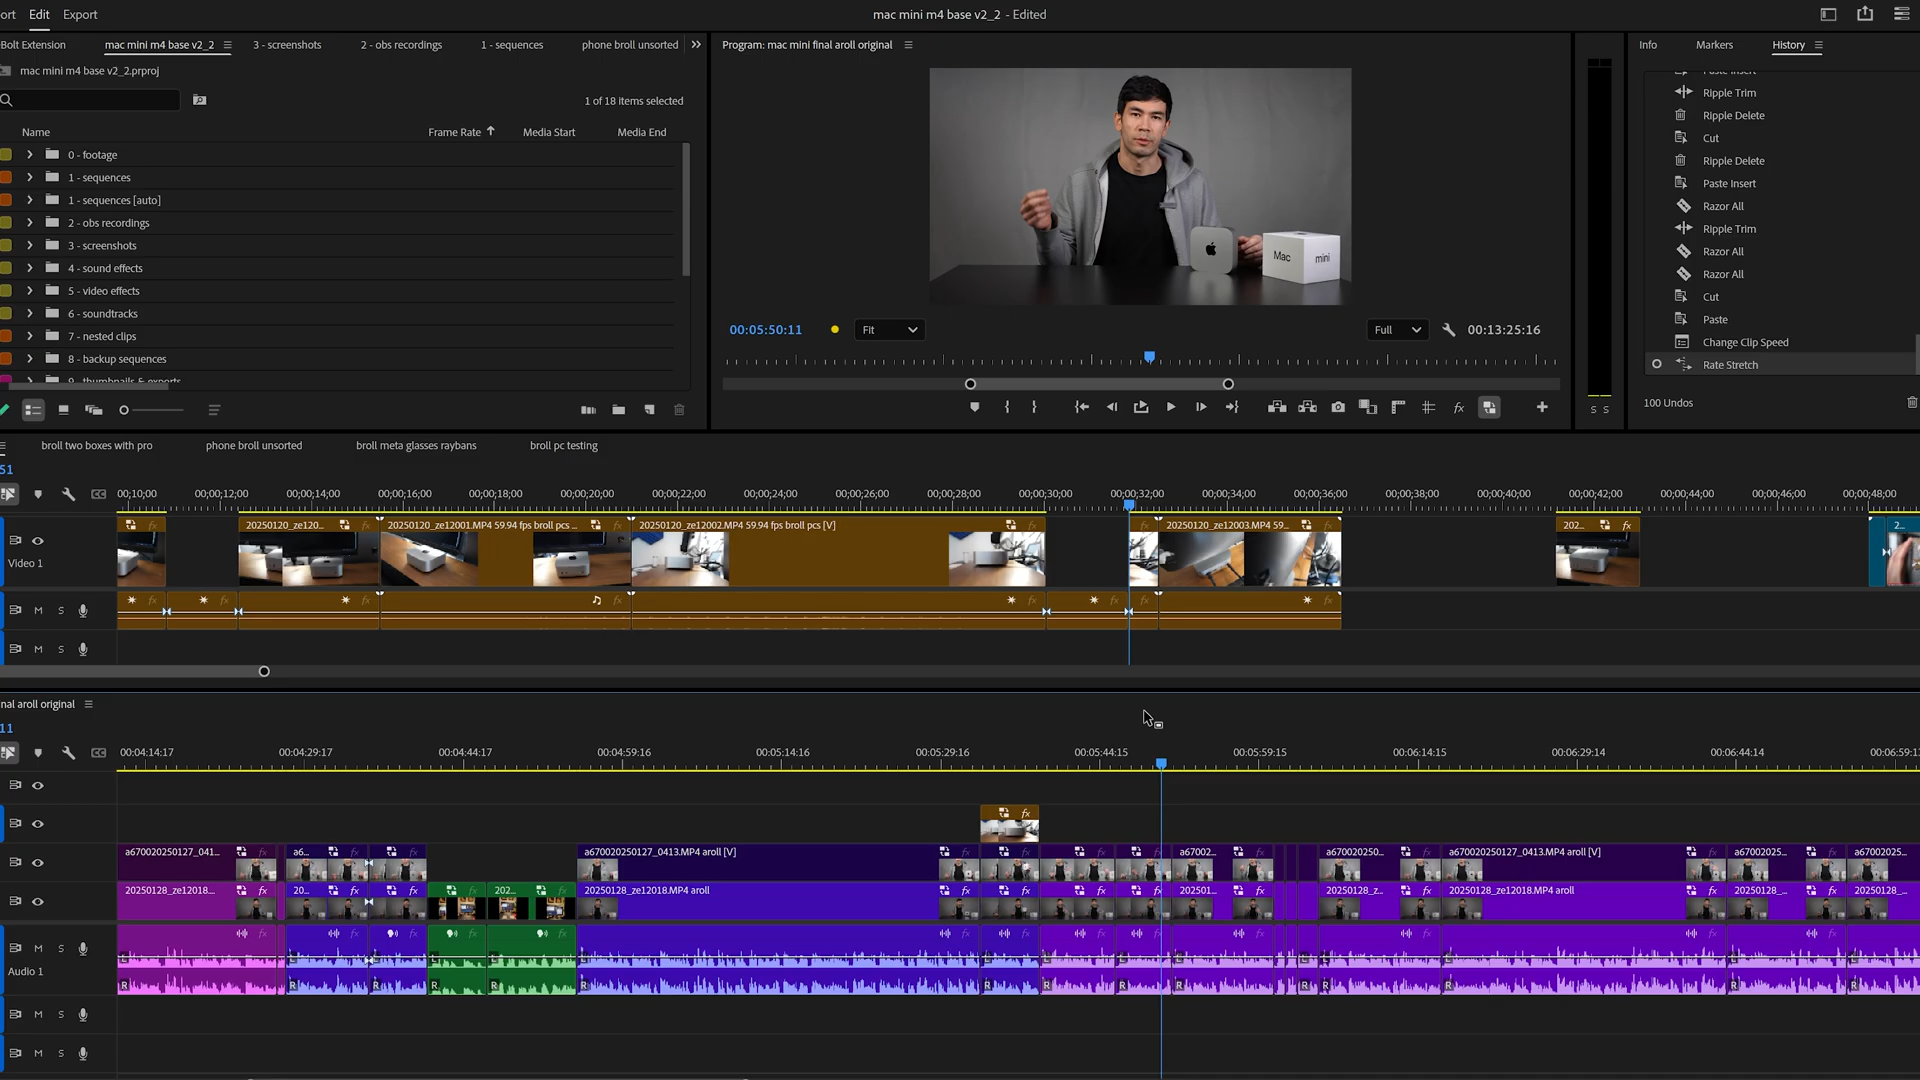 ort Edit Export
mac mini m4 base v2_2 - Edited
Bolt Extension mac mini m4 base v2_2 3 - screenshots 2 - obs recordings 1 - sequences phone broll unsorted
mac mini m4 base v2_2.prproj
1 of 18 items selected
Name Frame Rate Media Start Media End
0 - footage
1 - sequences
1 - sequences [auto]
2 - obs recordings
3 - screenshots
4 - sound effects
5 - video effects
6 - soundtracks
7 - nested clips
8 - backup sequences
9 - thumbnails & exports
Program: mac mini final aroll original
Mac mini
00:05:50:11 Fit Full 00:13:25:16
S S
Info Markers History
Paste Insert
Ripple Trim
Ripple Delete
Cut
Ripple Delete
Paste Insert
Razor All
Ripple Trim
Razor All
Razor All
Cut
Paste
Change Clip Speed
Rate Stretch
100 Undos
broll two boxes with pro phone broll unsorted broll meta glasses raybans broll pc testing
51
00;10;00 00;00;12;00 00;00;14;00 00;00;16;00 00;00;18;00 00;00;20;00 00;00;22;00 00;00;24;00 00;00;26;00 00;00;28;00 00;00;30;00 00;00;32;00 00;00;34;00 00;00;36;00 00;00;38;00 00;00;40;00 00;00;42;00 00;00;44;00 00;00;46;00 00;00;48;00
20250120_ze120... 20250120_ze12001.MP4 59.94 fps broll pcs ... 20250120_ze12002.MP4 59.94 fps broll pcs [V] 20250120_ze12003.MP4 59... 202... 2...
Video 1
M S
M S
nal aroll original
11
00:04:14:17 00:04:29:17 00:04:44:17 00:04:59:16 00:05:14:16 00:05:29:16 00:05:44:15 00:05:59:15 00:06:14:15 00:06:29:14 00:06:44:14 00:06:59:1
fx
a670020250127_041... a6... a670020250127_0413.MP4 aroll [V] a67002... a670020250... a670020250127_0413.MP4 aroll [V] a67002025... a67002025...
20250128_ze12018... 20... 202... 20250128_ze12018.MP4 aroll 202501... 20250128_z... 20250128_ze12018.MP4 aroll 20250128_... 20250128_...
M S
Audio 1
R R R R R R R R R R R R R R
M S
M S